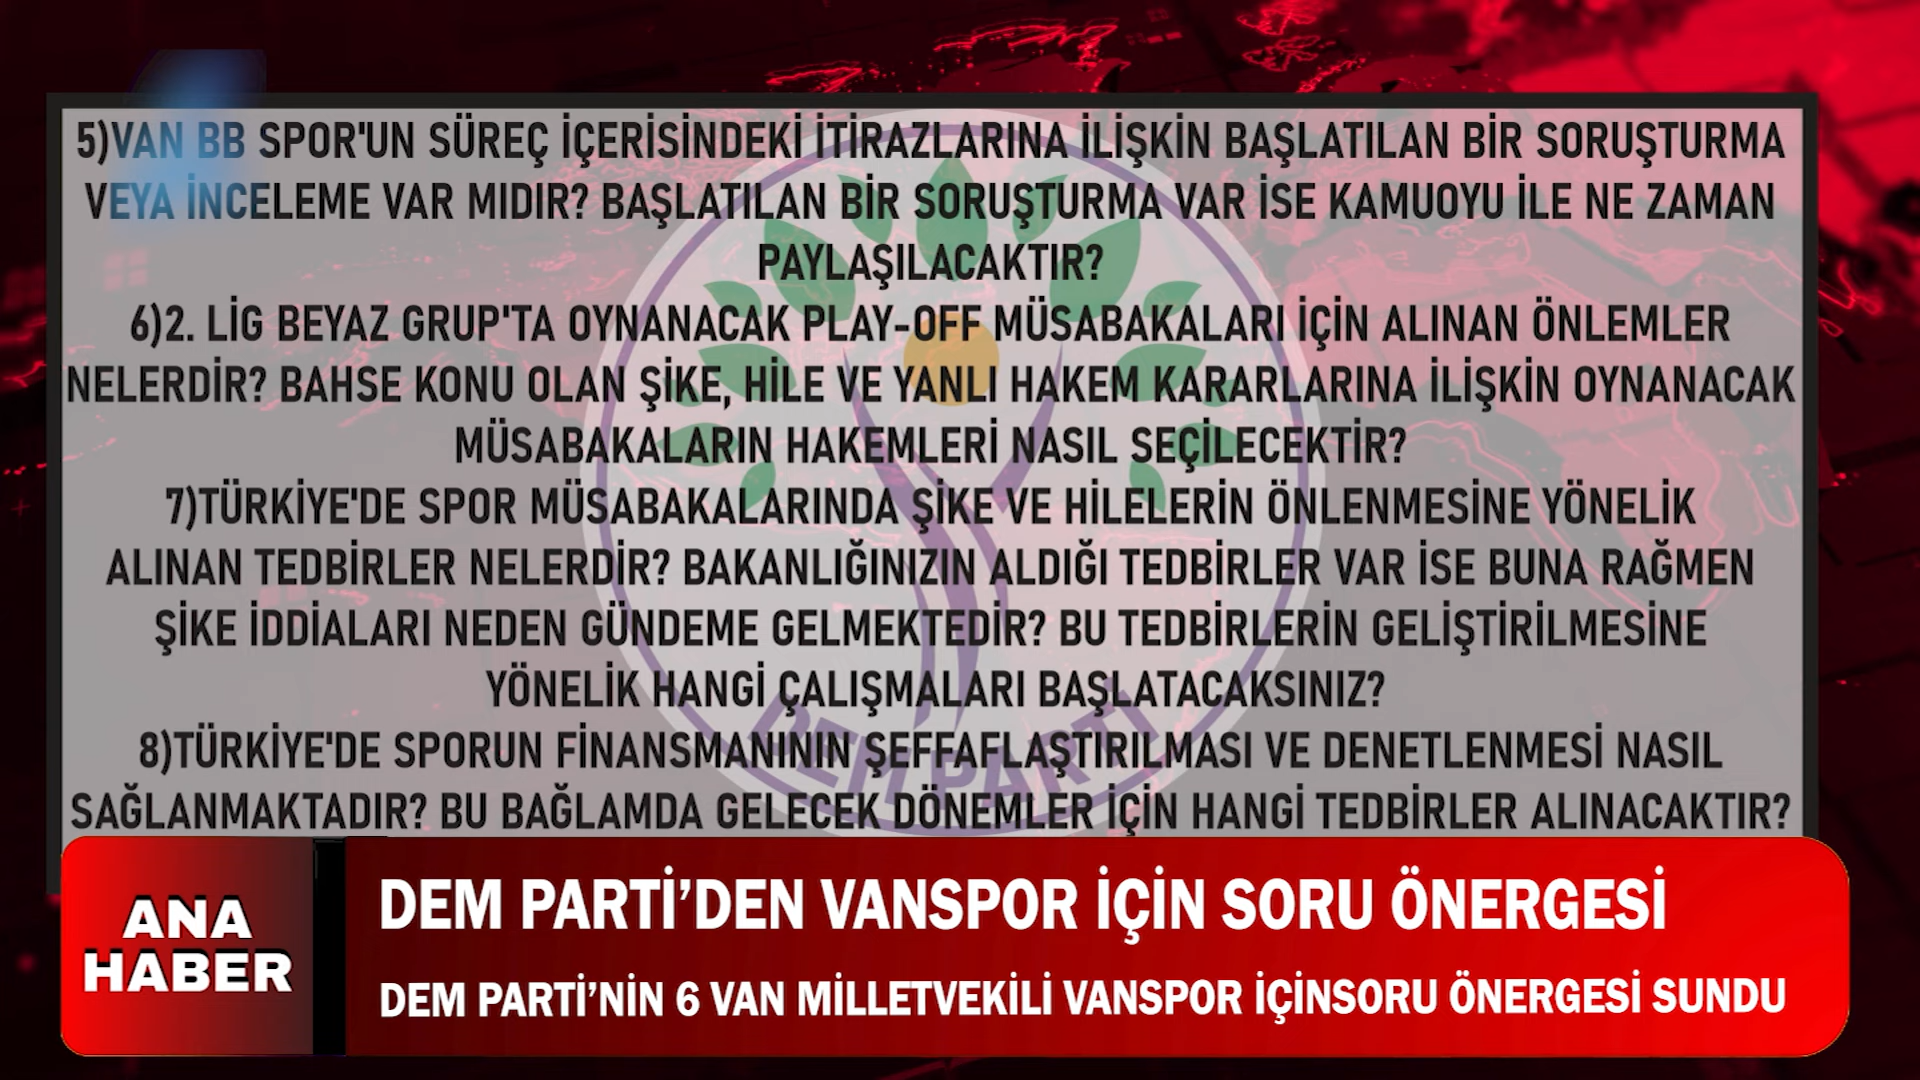 5)VAN BB SPOR'UN SÜREÇ İÇERİSİNDEKİ İTİRAZLARINA İLİŞKİN BAŞLATILAN BİR SORUŞTURMA
VEYA İNCELEME VAR MIDIR? BAŞLATILAN BİR SORUŞTURMA VAR İSE KAMUOYU İLE NE ZAMAN
PAYLAŞILACAKTIR?
6)2. LİG BEYAZ GRUP'TA OYNANACAK PLAY-OFF MÜSABAKALARI İÇİN ALINAN ÖNLEMLER
NELERDİR? BAHSE KONU OLAN ŞİKE, HİLE VE YANLI HAKEM KARARLARINA İLİŞKİN OYNANACAK
MÜSABAKALARIN HAKEMLERİ NASIL SEÇİLECEKTİR?
7)TÜRKİYE'DE SPOR MÜSABAKALARINDA ŞİKE VE HİLELERİN ÖNLENMESİNE YÖNELİK
ALINAN TEDBİRLER NELERDİR? BAKANLIĞINIZIN ALDIĞI TEDBİRLER VAR İSE BUNA RAĞMEN
ŞİKE İDDİALARI NEDEN GÜNDEME GELMEKTEDİR? BU TEDBİRLERİN GELİŞTİRİLMESİNE
YÖNELİK HANGİ ÇALIŞMALARI BAŞLATACAKSINIZ?
8)TÜRKİYE'DE SPORUN FİNANSMANININ ŞEFFAFLAŞTIRILMASI VE DENETLENMESİ NASIL
SAĞLANMAKTADIR? BU BAĞLAMDA GELECEK DÖNEMLER İÇİN HANGİ TEDBİRLER ALINACAKTIR?
DEM PARTİ
ANA
HABER
DEM PARTİ’DEN VANSPOR İÇİN SORU ÖNERGESİ
DEM PARTİ’NİN 6 VAN MİLLETVEKİLİ VANSPOR İÇİNSORU ÖNERGESİ SUNDU